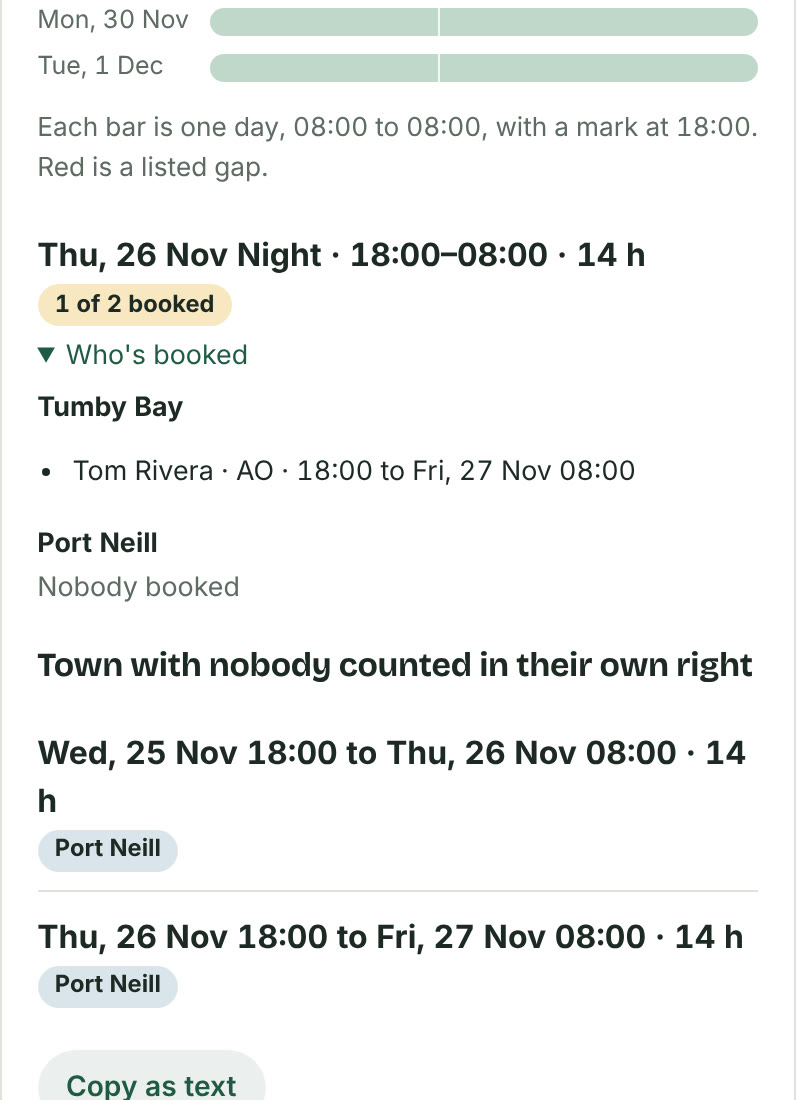 Mon, 30 Nov
Tue, 1 Dec
Each bar is one day, 08:00 to 08:00, with a mark at 18:00.
Red is a listed gap.
Thu, 26 Nov Night · 18:00–08:00 · 14 h
1 of 2 booked
▼ Who's booked
Tumby Bay
• Tom Rivera · AO · 18:00 to Fri, 27 Nov 08:00
Port Neill
Nobody booked
Town with nobody counted in their own right
Wed, 25 Nov 18:00 to Thu, 26 Nov 08:00 · 14
h
Port Neill
Thu, 26 Nov 18:00 to Fri, 27 Nov 08:00 · 14 h
Port Neill
Copy as text